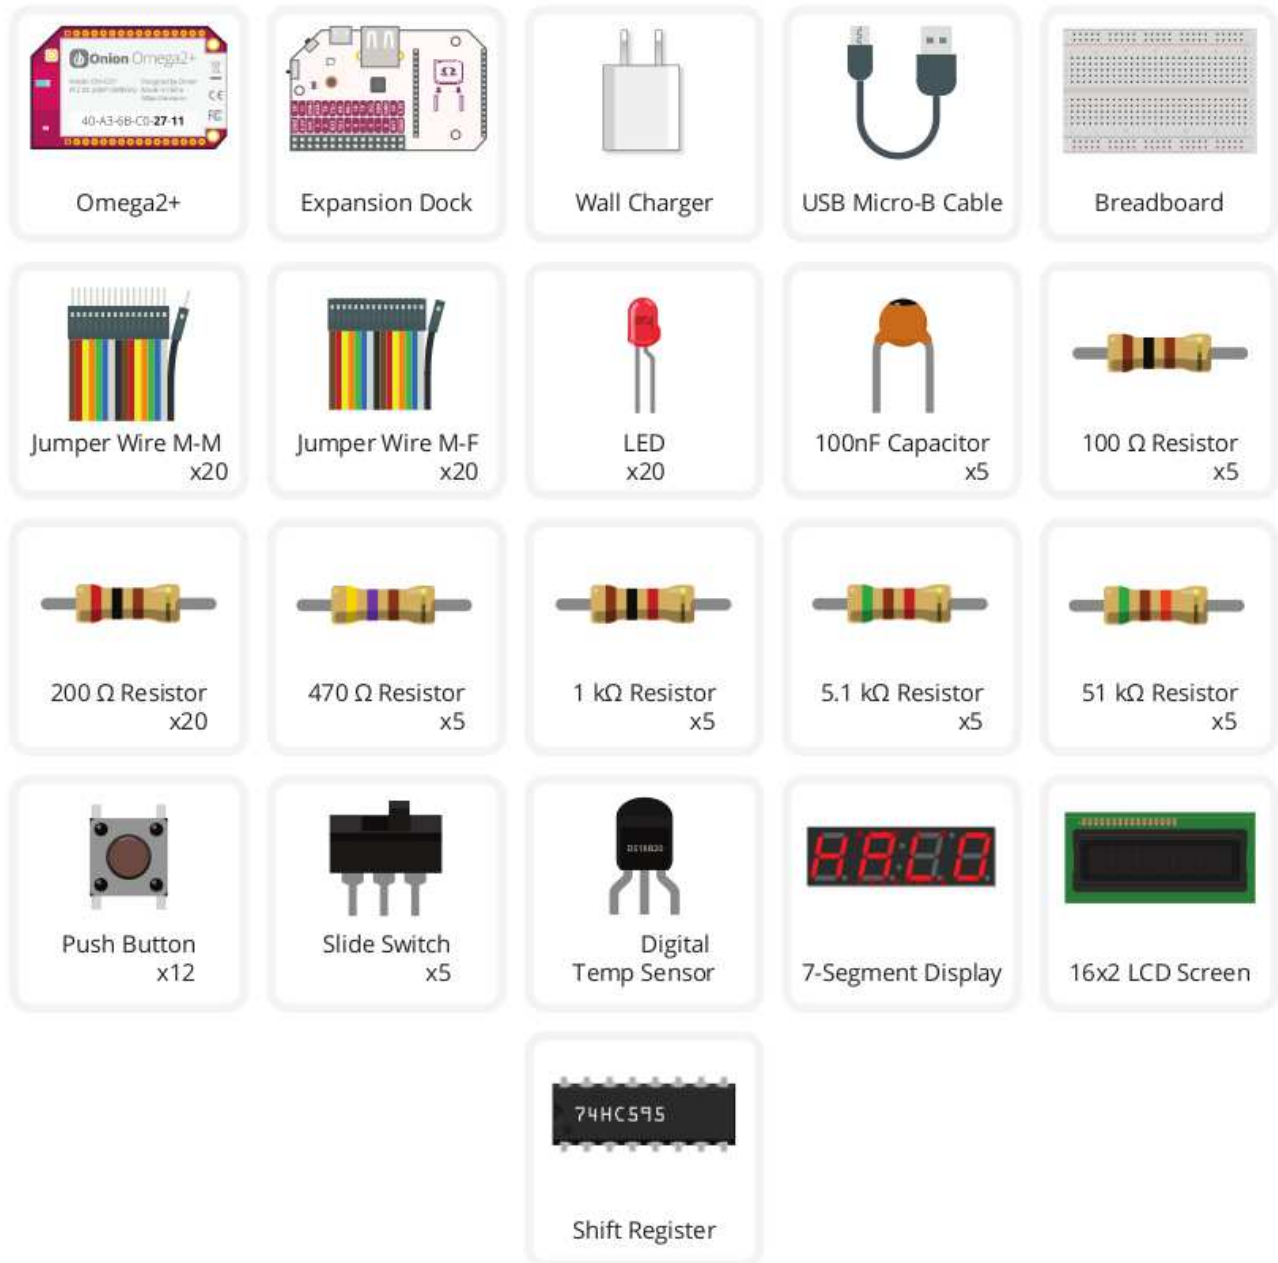 Onion Omega2+
40-A3-6B-C0-27-11
CE
FC
Omega2+
Expansion Dock
Wall Charger
USB Micro-B Cable
Breadboard
Jumper Wire M-M
x20
Jumper Wire M-F
x20
LED
x20
100nF Capacitor
x5
100 Ω Resistor
x5
200 Ω Resistor
x20
470 Ω Resistor
x5
1 kΩ Resistor
x5
5.1 kΩ Resistor
x5
51 kΩ Resistor
x5
Push Button
x12
Slide Switch
x5
DS18B20
Digital
Temp Sensor
7-Segment Display
16x2 LCD Screen
74HC595
Shift Register